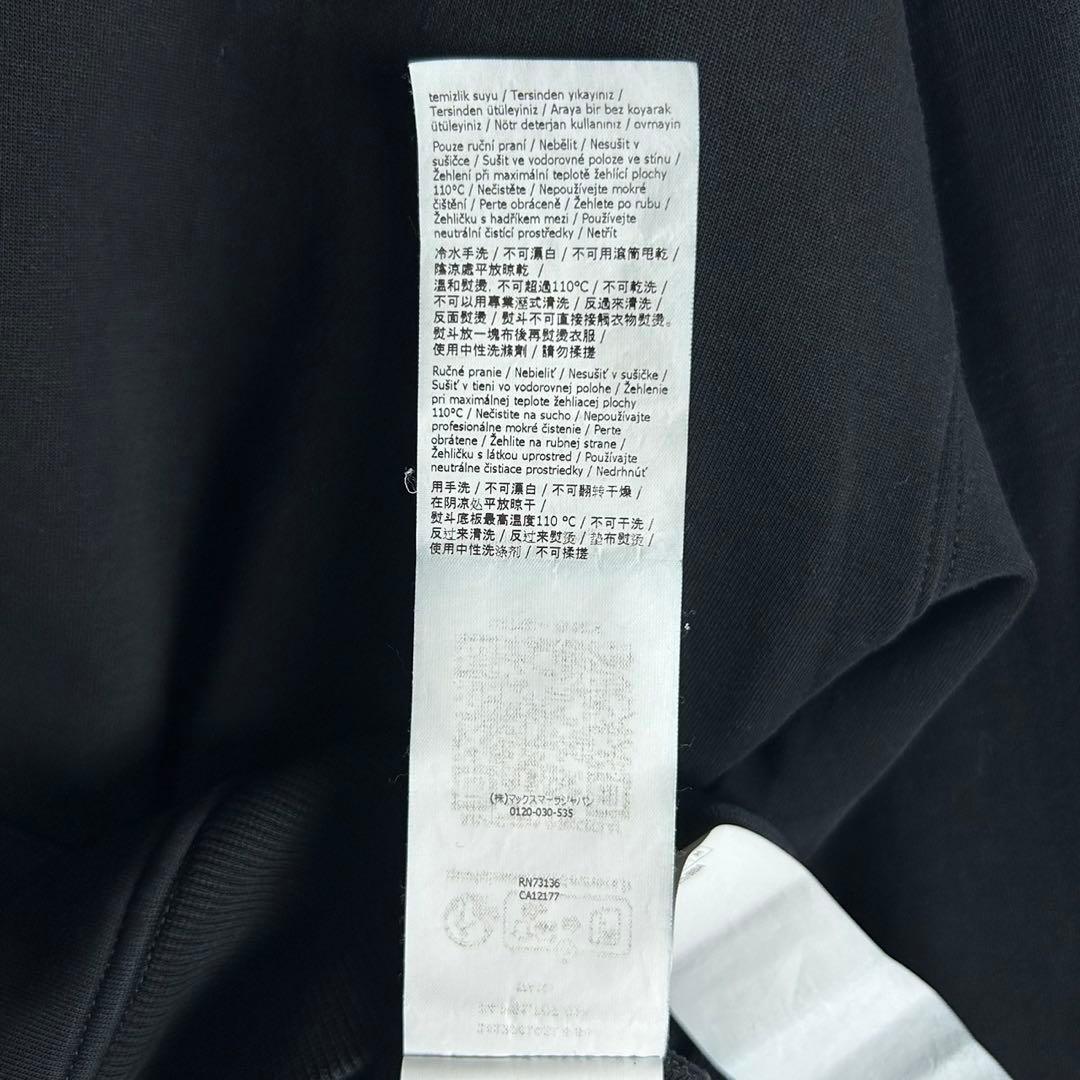 temizlik suyu / Tersinden yıkayınız /
Tersinden ütüleyiniz / Araya bir bez koyarak
ütüleyiniz / Nötr deterjan kullanınız / ovmayin
Pouze ruční praní / Nebělit / Nesušit v
sušičce / Sušit ve vodorovné poloze ve stínu /
Žehlení při maximální teplotě žehlící plochy
110°C / Nečistěte / Nepoužívejte mokré
čištění / Perte obráceně / Žehlete po rubu /
Žehličku s hadříkem mezi / Používejte
neutrální čistící prostředky / Netřít
冷水手洗 / 不可漂白 / 不可用滾筒甩乾 /
陰涼處平放晾乾 /
溫和熨燙, 不可超過110°C / 不可乾洗 /
不可以用專業溼式清洗 / 反過來清洗 /
反面熨燙 / 熨斗不可直接接觸衣物熨燙。
熨斗放一塊布後再熨燙衣服 /
使用中性洗滌劑 / 請勿揉搓
Ručné pranie / Nebieliť / Nesušiť v sušičke /
Sušiť v tieni vo vodorovnej polohe / Žehlenie
pri maximálnej teplote žehliacej plochy
110°C / Nečistite na sucho / Nepoužívajte
profesionálne mokré čistenie / Perte
obrátene / Žehlite na rubnej strane /
Žehličku s látkou uprostred / Používajte
neutrálne čistiace prostriedky / Nedrhnúť
用手洗 / 不可漂白 / 不可翻转干燥 /
在阴凉处平放晾干 /
熨斗底板最高温度110 °C / 不可干洗 /
反过来清洗 / 反过来熨烫 / 垫布熨烫 /
使用中性洗涤剂 / 不可揉搓
(株)マックスマーラジャパン
0120-030-535
RN73136
CA12177